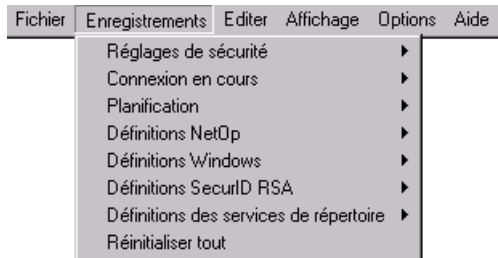 Fichier Enregistrements Editer Affichage Options Aide
Réglages de sécurité
Connexion en cours
Planification
Définitions NetOp
Définitions Windows
Définitions SecurID RSA
Définitions des services de répertoire
Réinitialiser tout